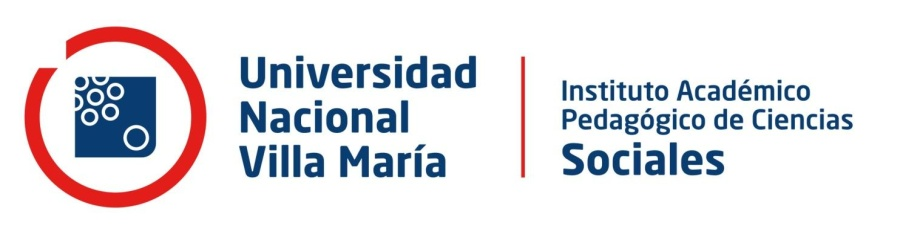 Universidad
Nacional
Villa María
Instituto Académico
Pedagógico de Ciencias
Sociales